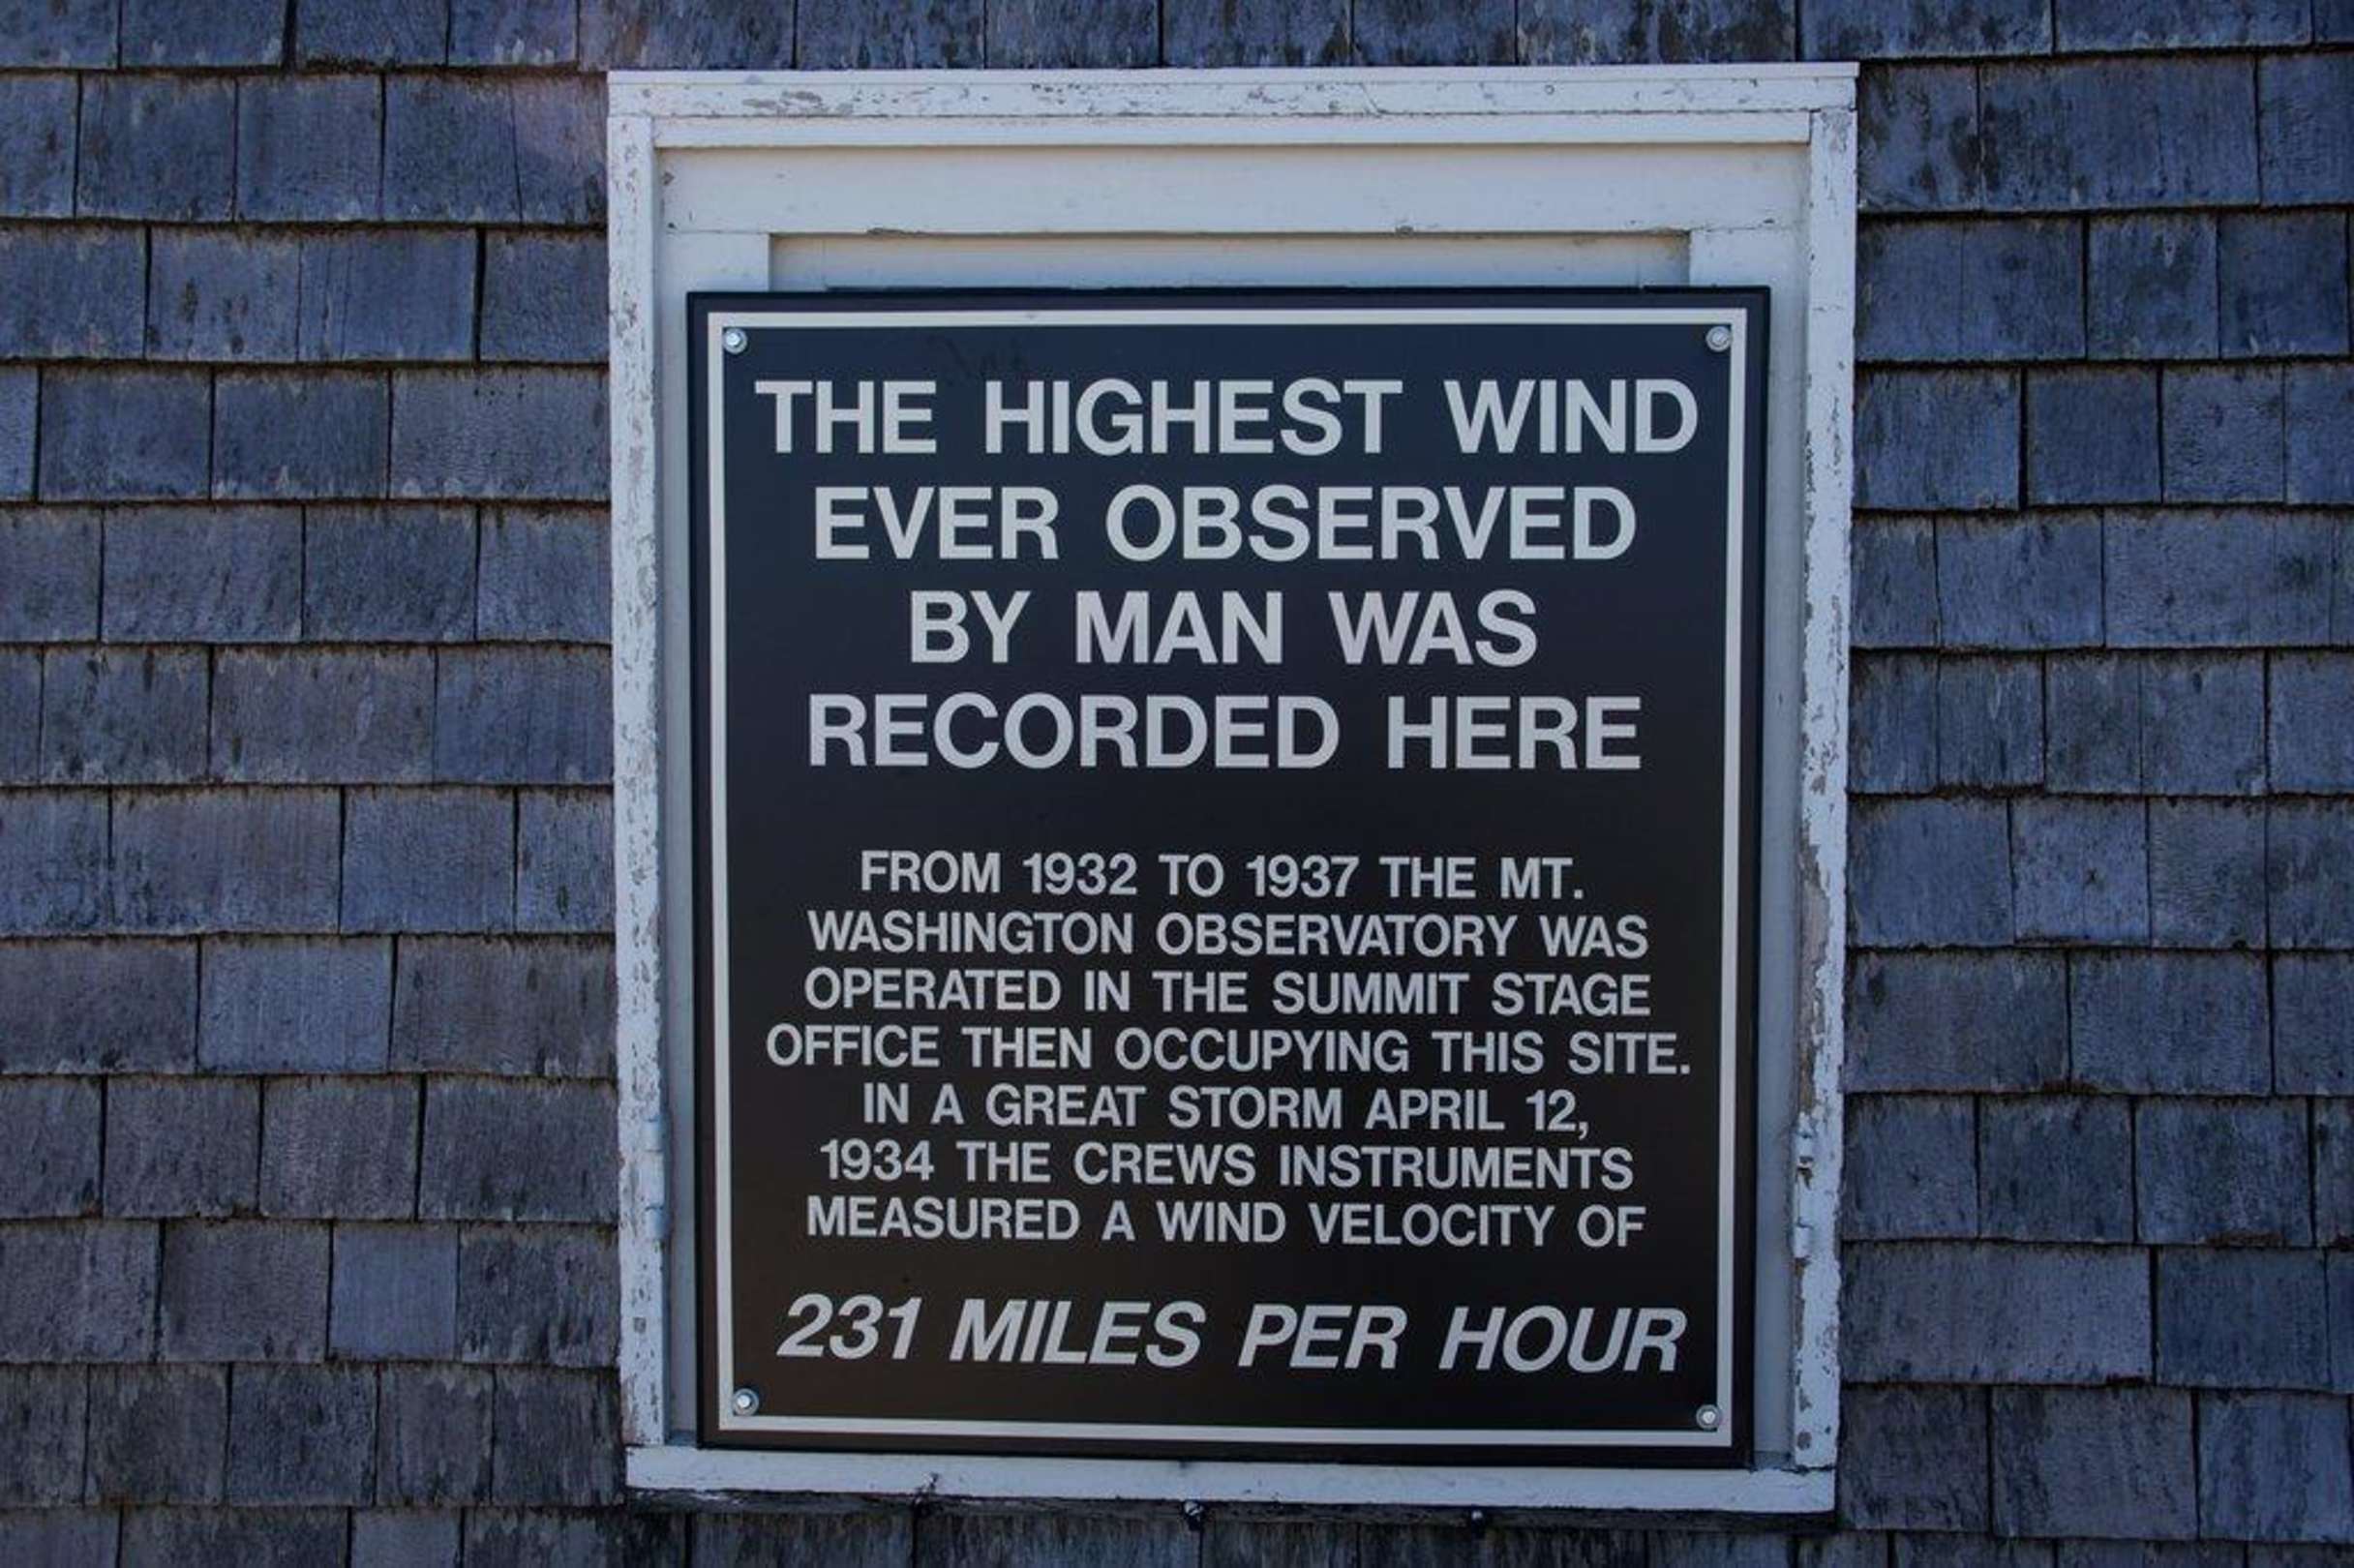 THE HIGHEST WIND
EVER OBSERVED
BY MAN WAS
RECORDED HERE
FROM 1932 TO 1937 THE MT.
WASHINGTON OBSERVATORY WAS
OPERATED IN THE SUMMIT STAGE
OFFICE THEN OCCUPYING THIS SITE.
IN A GREAT STORM APRIL 12,
1934 THE CREWS INSTRUMENTS
MEASURED A WIND VELOCITY OF
231 MILES PER HOUR